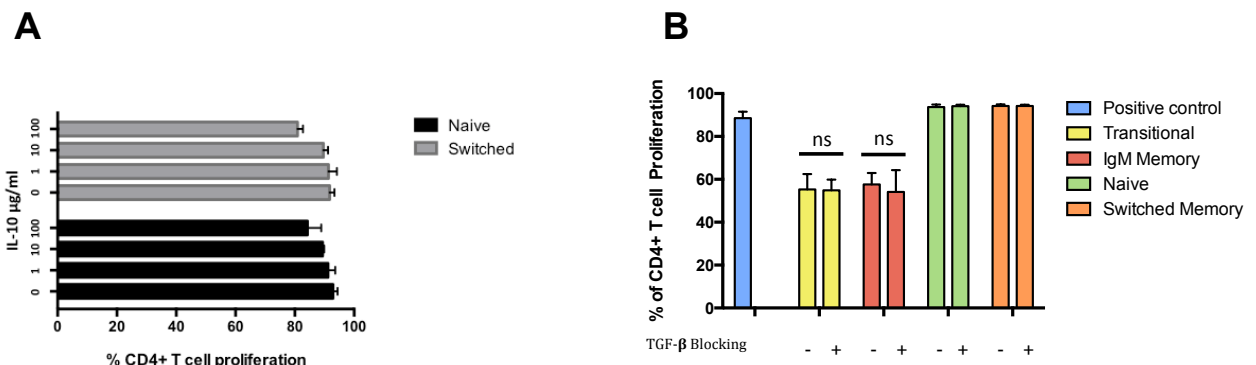 A
IL-10 µg/ml
100
10
1
0
100
10
1
0
0 20 40 60 80 100
% CD4+ T cell proliferation
Naive
Switched
B
% of CD4+ T cell Proliferation
100
80
60
40
20
0
ns ns
TGF-β Blocking - + - + - + - +
Positive control
Transitional
IgM Memory
Naive
Switched Memory